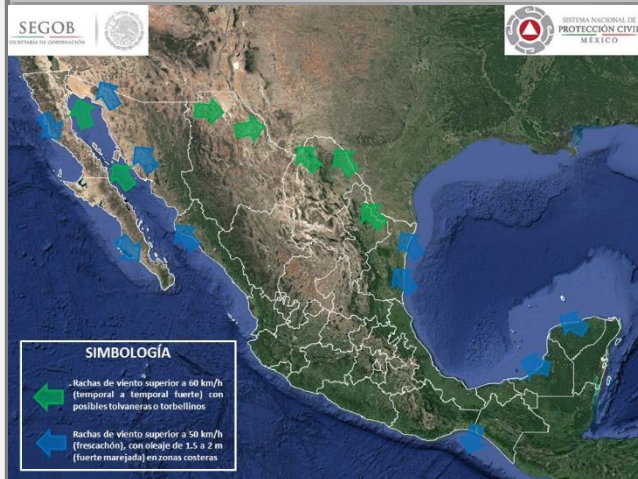 SEGOB
SECRETARÍA DE GOBERNACIÓN
SISTEMA NACIONAL DE
PROTECCIÓN CIVIL
MÉXICO
SIMBOLOGÍA
Rachas de viento superior a 60 km/h
(temporal a temporal fuerte) con
posibles tolvaneras o torbellinos
Rachas de viento superior a 50 km/h
(frescachón), con oleaje de 1.5 a 2 m
(fuerte marejada) en zonas costeras